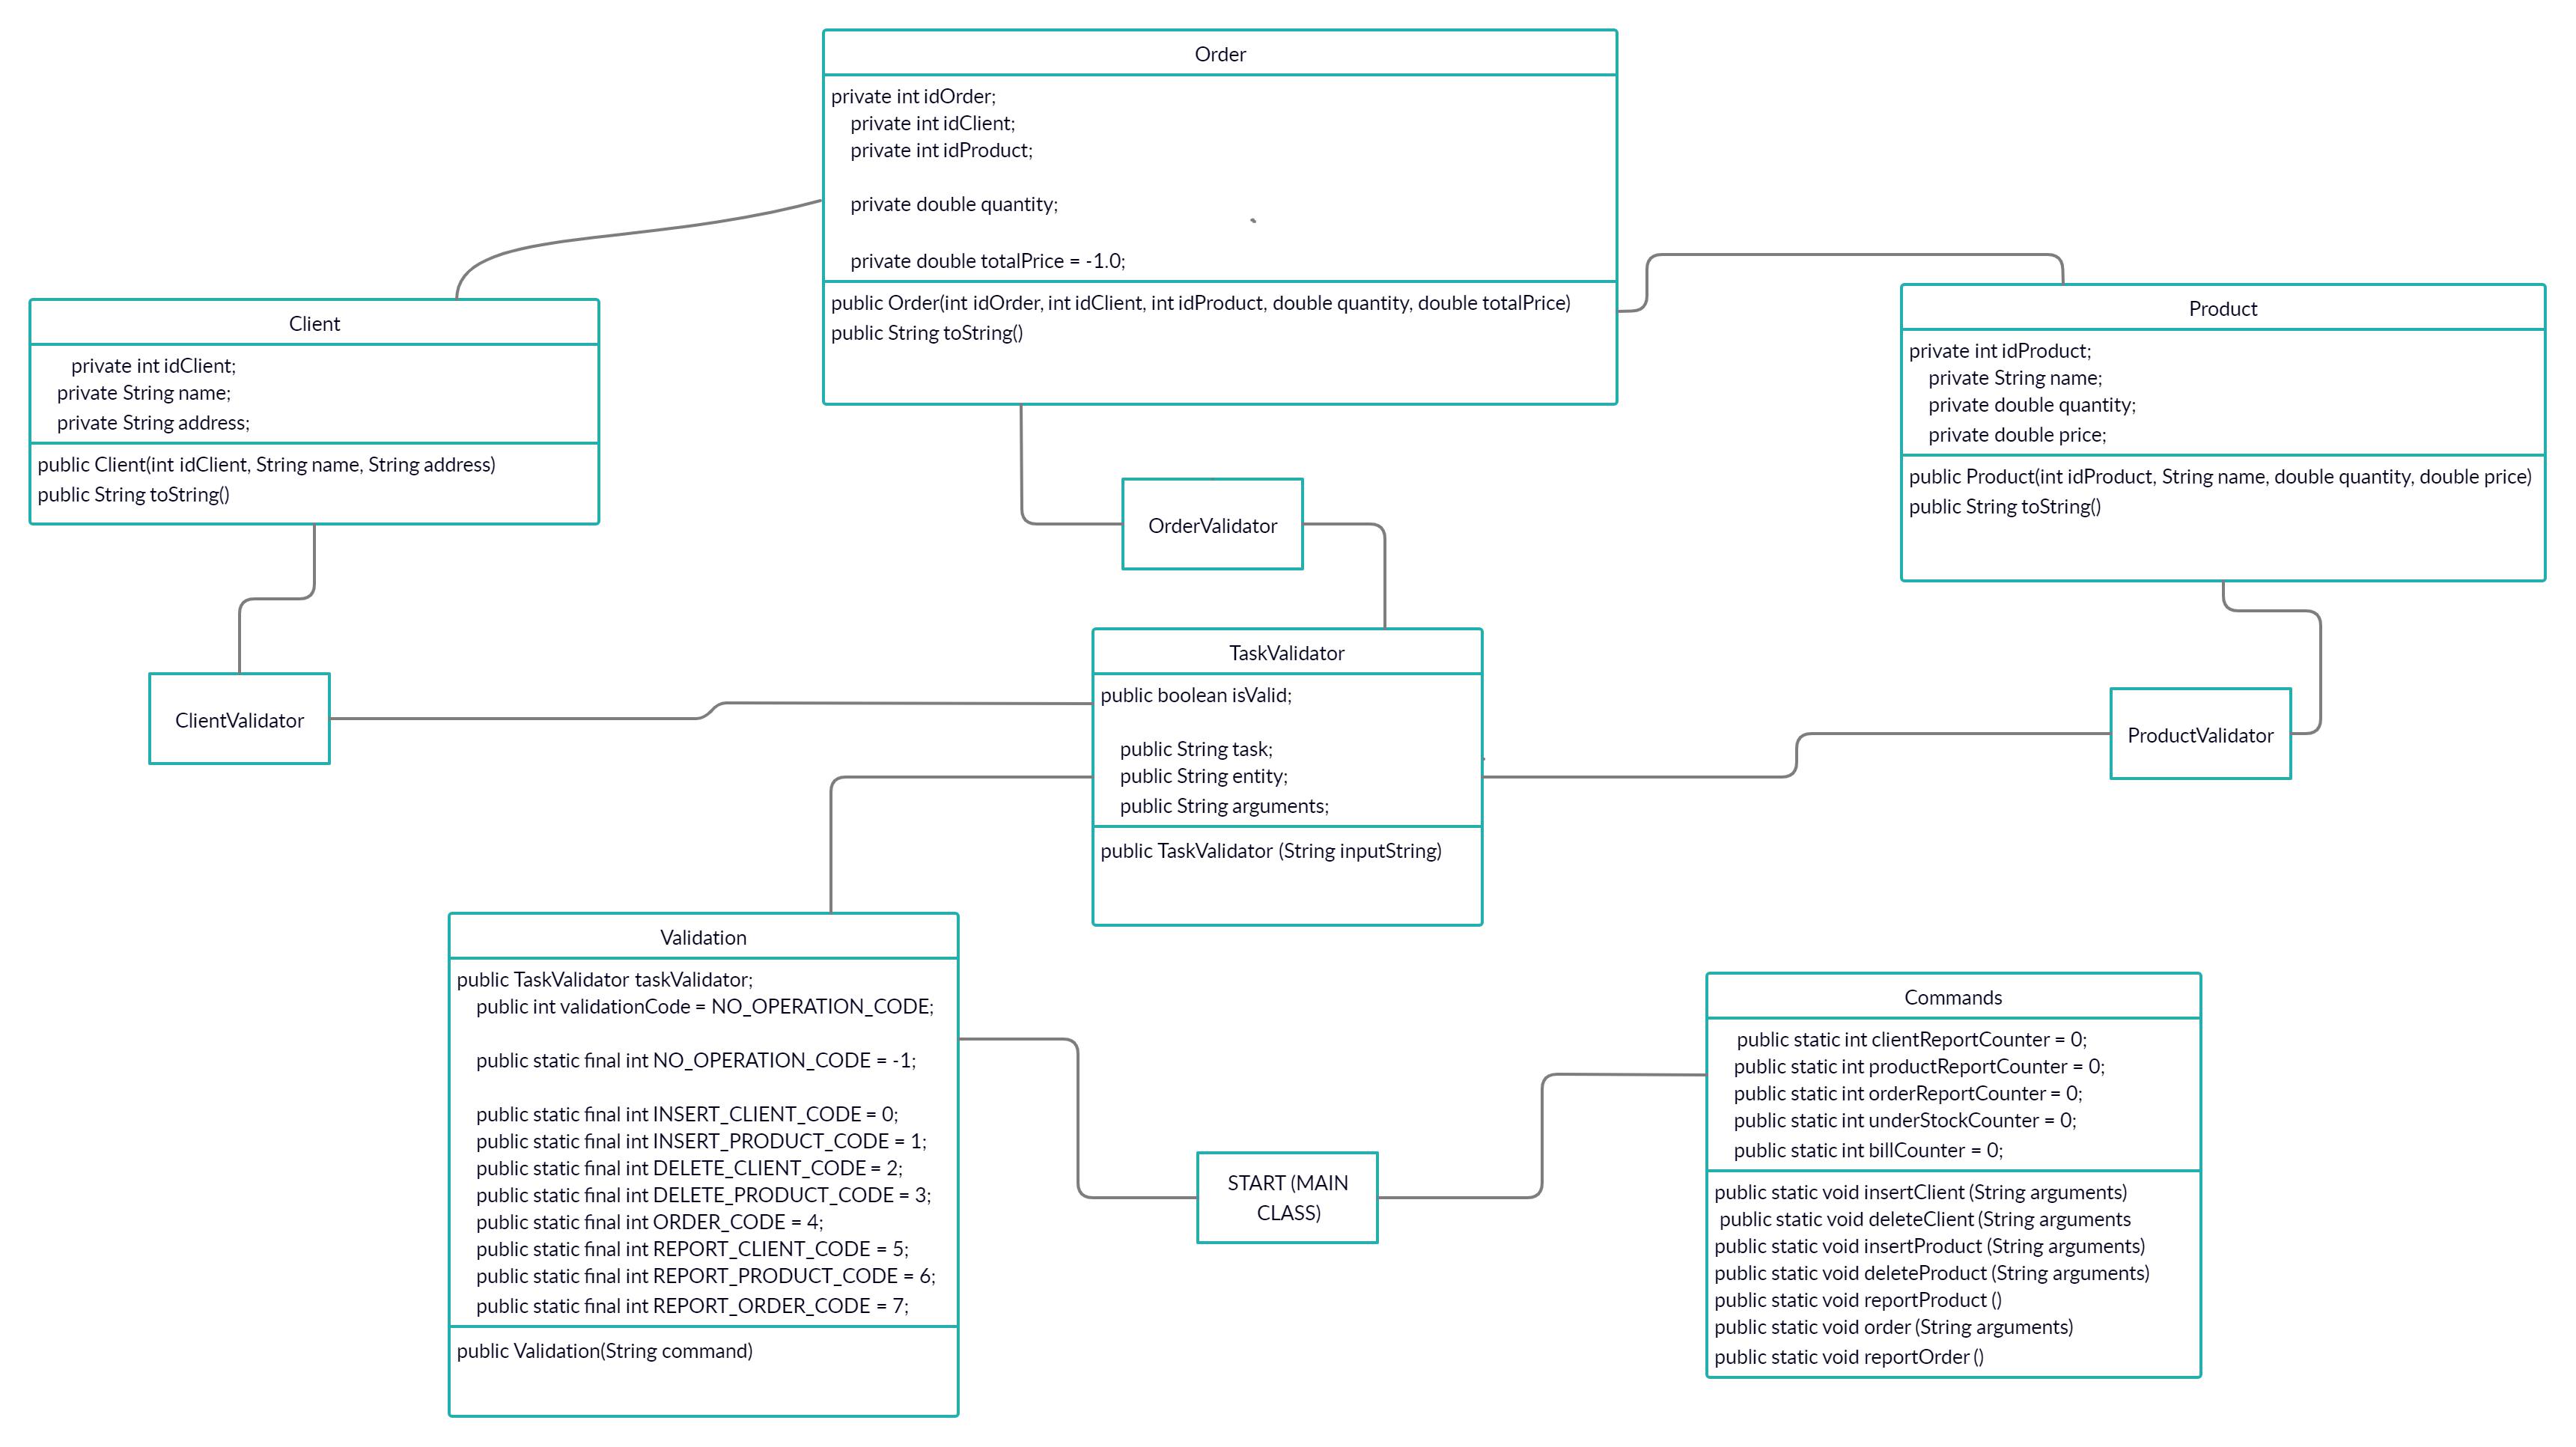 Order
private int idOrder;
private int idClient;
private int idProduct;
private double quantity;
private double totalPrice = -1.0;
public Order(int idOrder, int idClient, int idProduct, double quantity, double totalPrice)
public String toString()
Client
private int idClient;
private String name;
private String address;
public Client(int idClient, String name, String address)
public String toString()
Product
private int idProduct;
private String name;
private double quantity;
private double price;
public Product(int idProduct, String name, double quantity, double price)
public String toString()
OrderValidator
ClientValidator
TaskValidator
public boolean isValid;
public String task;
public String entity;
public String arguments;
public TaskValidator (String inputString)
ProductValidator
Validation
public TaskValidator taskValidator;
public int validationCode = NO_OPERATION_CODE;
public static final int NO_OPERATION_CODE = -1;
public static final int INSERT_CLIENT_CODE = 0;
public static final int INSERT_PRODUCT_CODE = 1;
public static final int DELETE_CLIENT_CODE = 2;
public static final int DELETE_PRODUCT_CODE = 3;
public static final int ORDER_CODE = 4;
public static final int REPORT_CLIENT_CODE = 5;
public static final int REPORT_PRODUCT_CODE = 6;
public static final int REPORT_ORDER_CODE = 7;
public Validation(String command)
START (MAIN
CLASS)
Commands
public static int clientReportCounter = 0;
public static int productReportCounter = 0;
public static int orderReportCounter = 0;
public static int underStockCounter = 0;
public static int billCounter = 0;
public static void insertClient (String arguments)
public static void deleteClient (String arguments
public static void insertProduct (String arguments)
public static void deleteProduct (String arguments)
public static void reportProduct ()
public static void order (String arguments)
public static void reportOrder ()